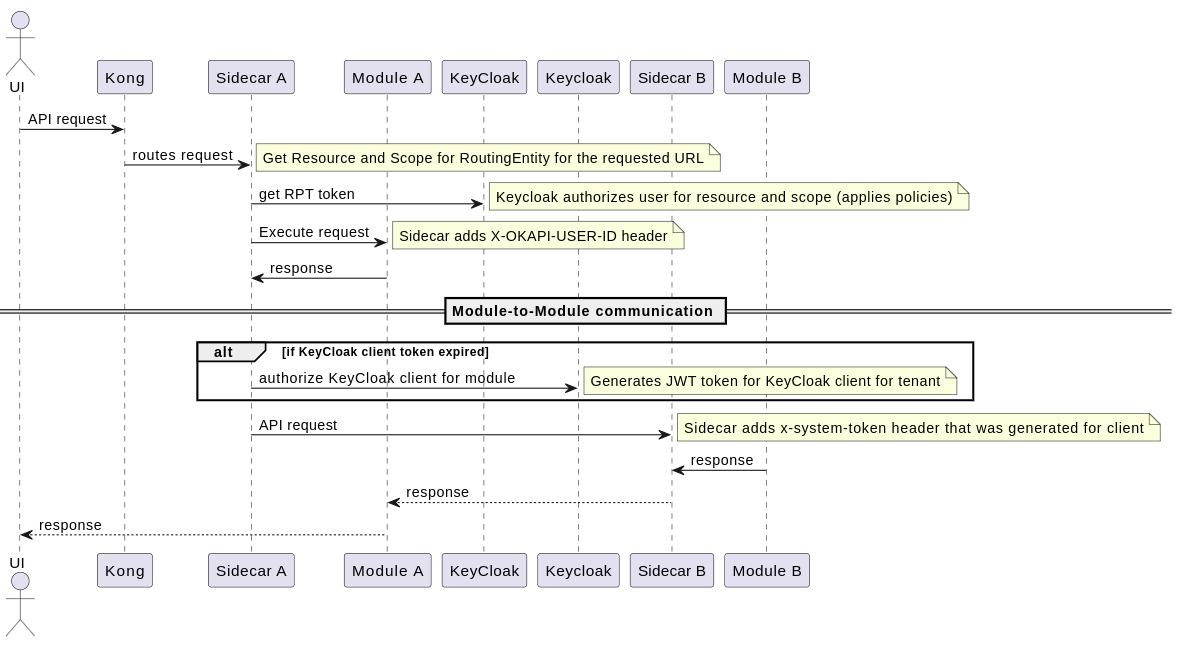 UI
Kong
Sidecar A
Module A
KeyCloak
Keycloak
Sidecar B
Module B
API request
routes request
Get Resource and Scope for RoutingEntity for the requested URL
get RPT token
Keycloak authorizes user for resource and scope (applies policies)
Execute request
Sidecar adds X-OKAPI-USER-ID header
response
Module-to-Module communication
alt
[if KeyCloak client token expired]
authorize KeyCloak client for module
Generates JWT token for KeyCloak client for tenant
API request
Sidecar adds x-system-token header that was generated for client
response
response
response
UI
Kong
Sidecar A
Module A
KeyCloak
Keycloak
Sidecar B
Module B